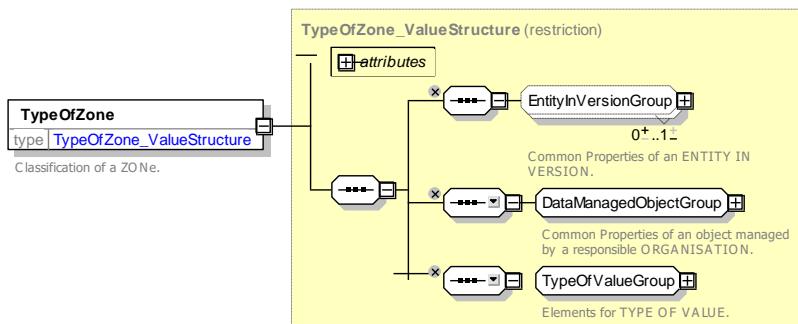 TypeOfZone_ValueStructure (restriction)
attributes
TypeOfZone
type TypeOfZone_ValueStructure
Classification of a ZONe.
EntityInVersionGroup
0..1
Common Properties of an ENTITY IN
VERSION.
DataManagedObjectGroup
Common Properties of an object managed
by a responsible ORGANISATION.
TypeOfValueGroup
Elements for TYPE OF VALUE.